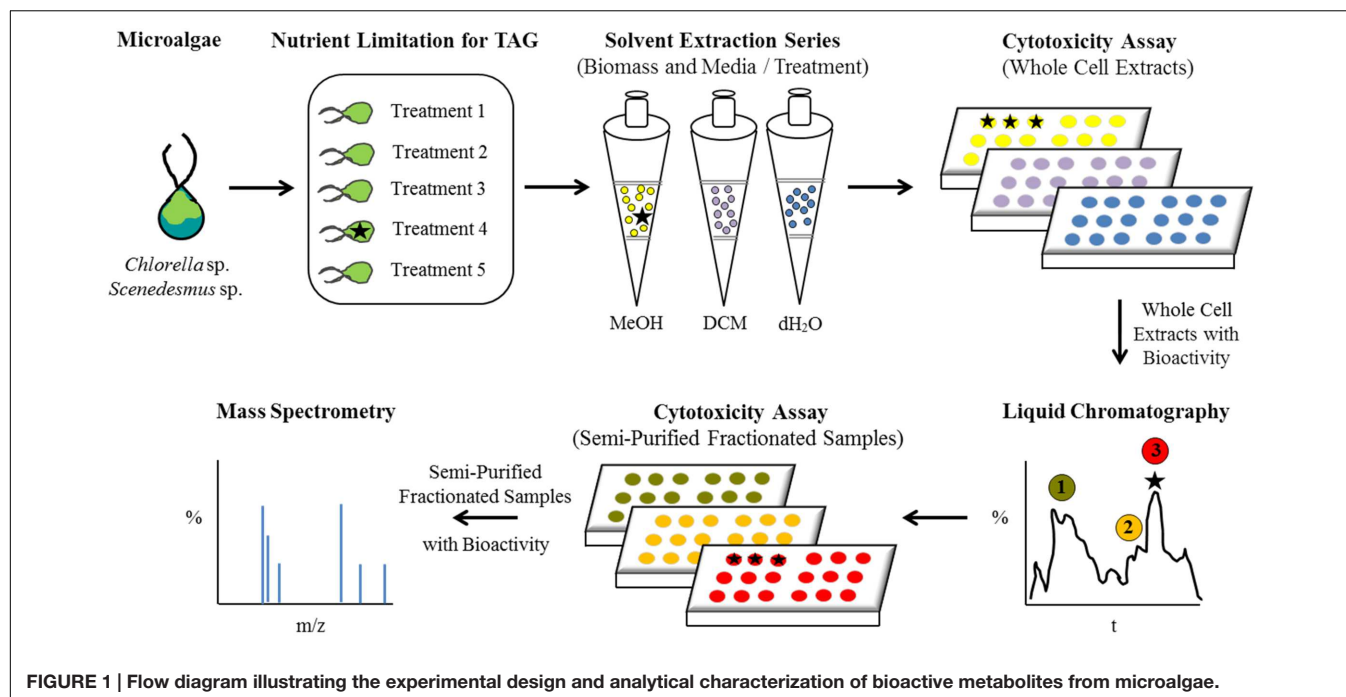 Microalgae
Chlorella sp.
Scenedesmus sp.
Nutrient Limitation for TAG
Treatment 1
Treatment 2
Treatment 3
Treatment 4
Treatment 5
Solvent Extraction Series
(Biomass and Media / Treatment)
MeOH
DCM
dH₂O
Cytotoxicity Assay
(Whole Cell Extracts)
Whole Cell
Extracts with
Bioactivity
Liquid Chromatography
3
1
2
%
t
Cytotoxicity Assay
(Semi-Purified Fractionated Samples)
Semi-Purified
Fractionated Samples
with Bioactivity
Mass Spectrometry
%
m/z
FIGURE 1 | Flow diagram illustrating the experimental design and analytical characterization of bioactive metabolites from microalgae.